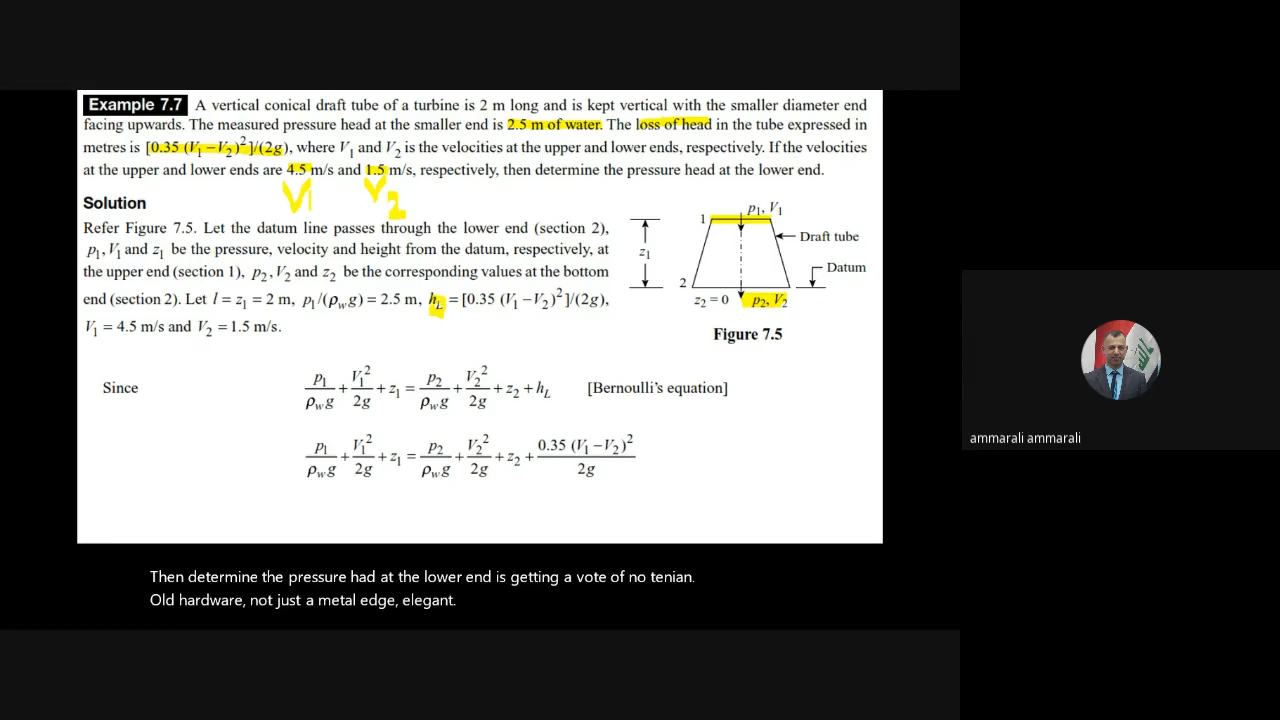 Example 7.7 A vertical conical draft tube of a turbine is 2 m long and is kept vertical with the smaller diameter end
facing upwards. The measured pressure head at the smaller end is 2.5 m of water. The loss of head in the tube expressed in
metres is [0.35 (V₁ – V₂)²]/(2g), where V₁ and V₂ is the velocities at the upper and lower ends, respectively. If the velocities
at the upper and lower ends are 4.5 m/s and 1.5 m/s, respectively, then determine the pressure head at the lower end.
V1 V2
Solution
Refer Figure 7.5. Let the datum line passes through the lower end (section 2),
p₁, V₁ and z₁ be the pressure, velocity and height from the datum, respectively, at
the upper end (section 1), p₂, V₂ and z₂ be the corresponding values at the bottom
end (section 2). Let l = z₁ = 2 m, p₁/(ρ_w g) = 2.5 m, h_L = [0.35 (V₁ – V₂)²]/(2g),
V₁ = 4.5 m/s and V₂ = 1.5 m/s.
p₁, V₁
1
Draft tube
z₁
Datum
2
z₂ = 0 p₂, V₂
Figure 7.5
Since p₁/(ρ_w g) + V₁²/2g + z₁ = p₂/(ρ_w g) + V₂²/2g + z₂ + h_L [Bernoulli's equation]
p₁/(ρ_w g) + V₁²/2g + z₁ = p₂/(ρ_w g) + V₂²/2g + z₂ + 0.35 (V₁ – V₂)²/2g
Then determine the pressure had at the lower end is getting a vote of no tenian.
Old hardware, not just a metal edge, elegant.
ammarali ammarali